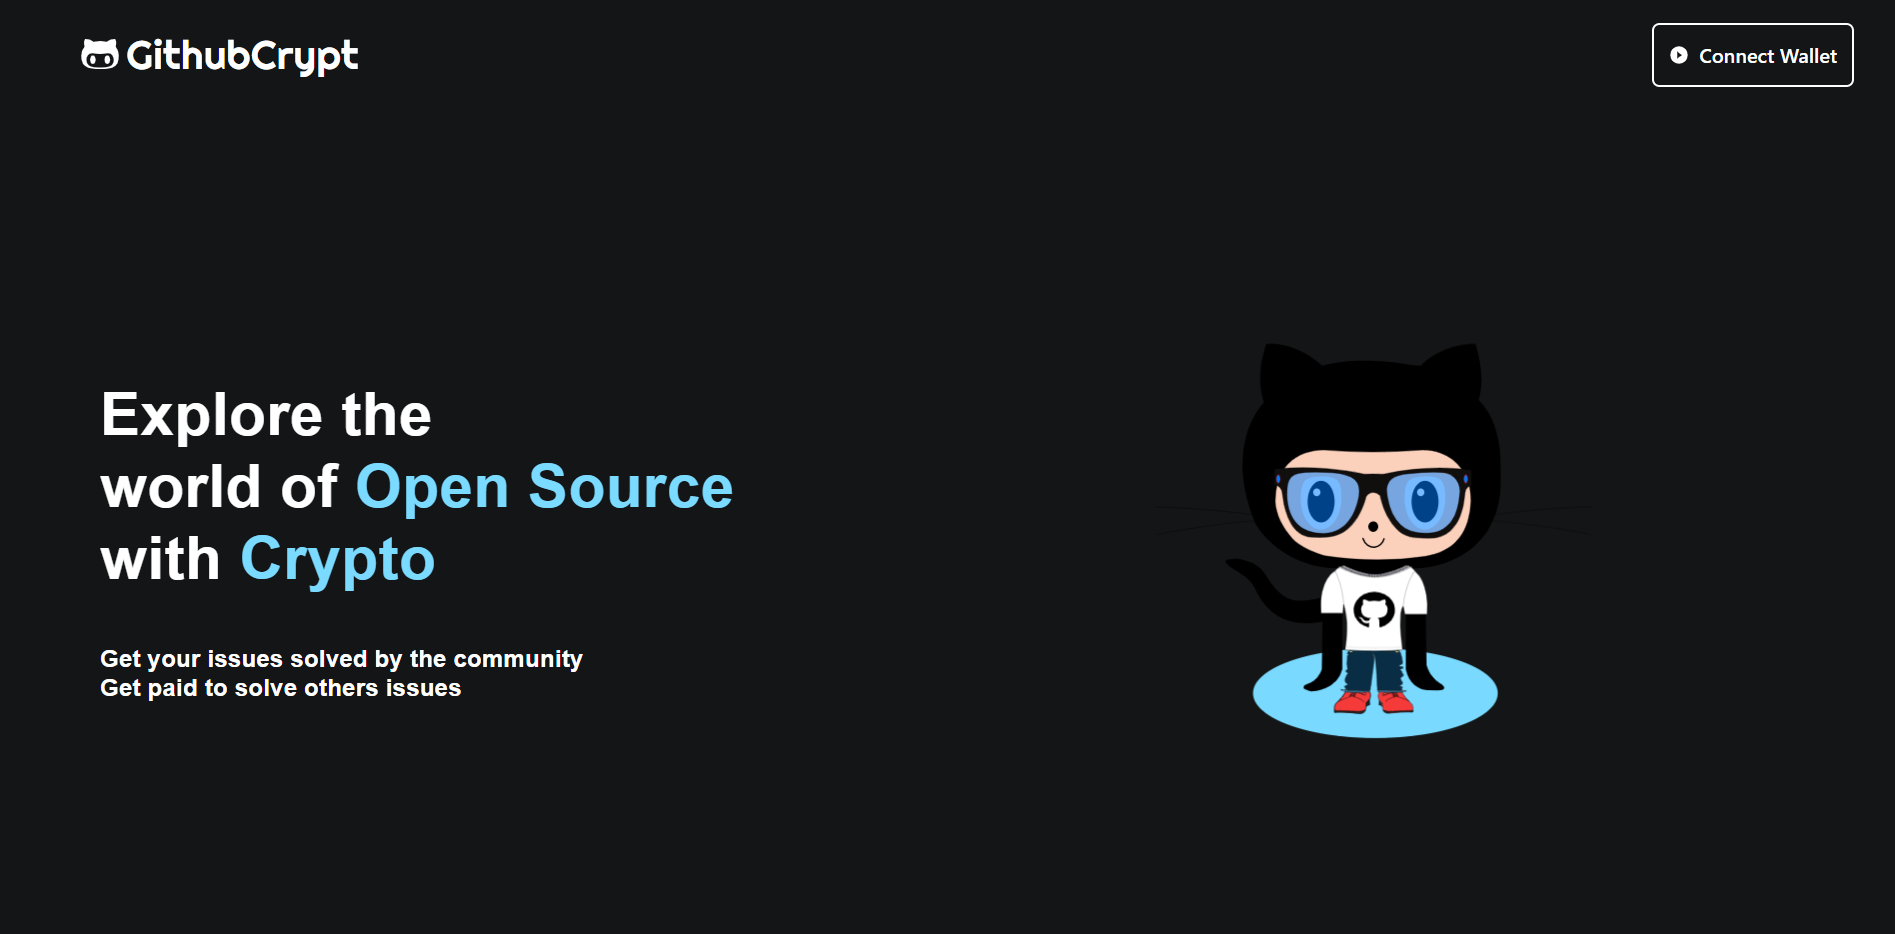 GithubCrypt
Connect Wallet
Explore the
world of Open Source
with Crypto
Get your issues solved by the community
Get paid to solve others issues